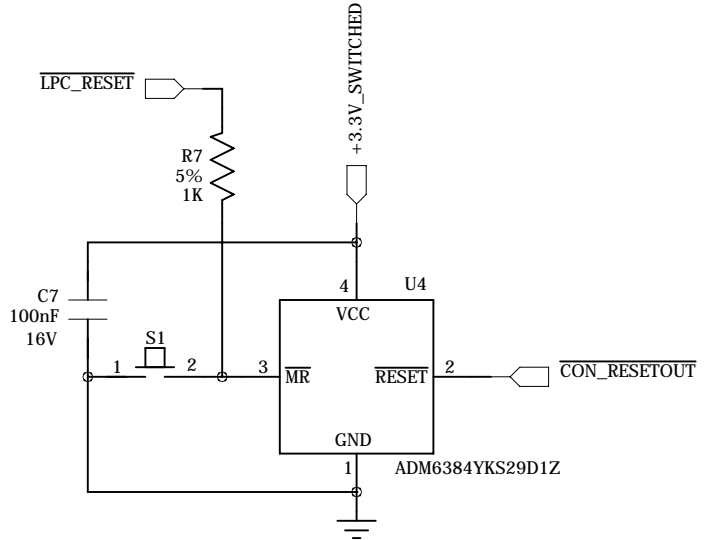 LPC_RESET
+3.3V_SWITCHED
R7
5%
1K
C7
100nF
16V
S1
1
2
4
U4
VCC
3
MR
RESET
2
CON_RESETOUT
GND
1
ADM6384YKS29D1Z